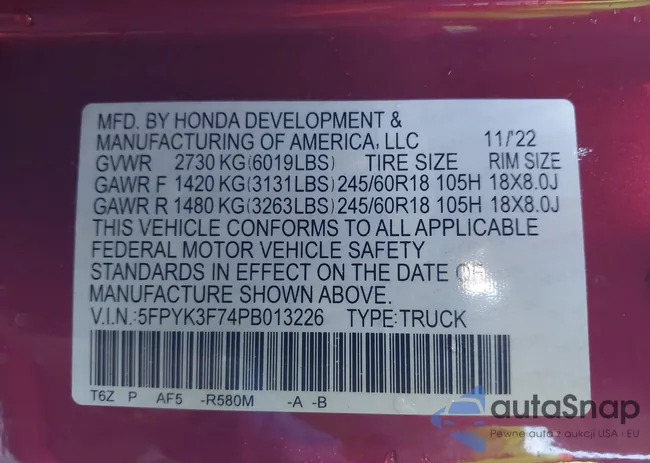 MFD. BY HONDA DEVELOPMENT &
MANUFACTURING OF AMERICA, LLC 11/'22
GVWR 2730 KG(6019LBS) TIRE SIZE RIM SIZE
GAWR F 1420 KG(3131LBS) 245/60R18 105H 18X8.0J
GAWR R 1480 KG(3263LBS) 245/60R18 105H 18X8.0J
THIS VEHICLE CONFORMS TO ALL APPLICABLE
FEDERAL MOTOR VEHICLE SAFETY
STANDARDS IN EFFECT ON THE DATE OF
MANUFACTURE SHOWN ABOVE.
V.I.N.:5FPYK3F74PB013226 TYPE:TRUCK
T6Z P AF5 -R580M -A -B
autaSnap
Pewne auta z aukcji USA i EU